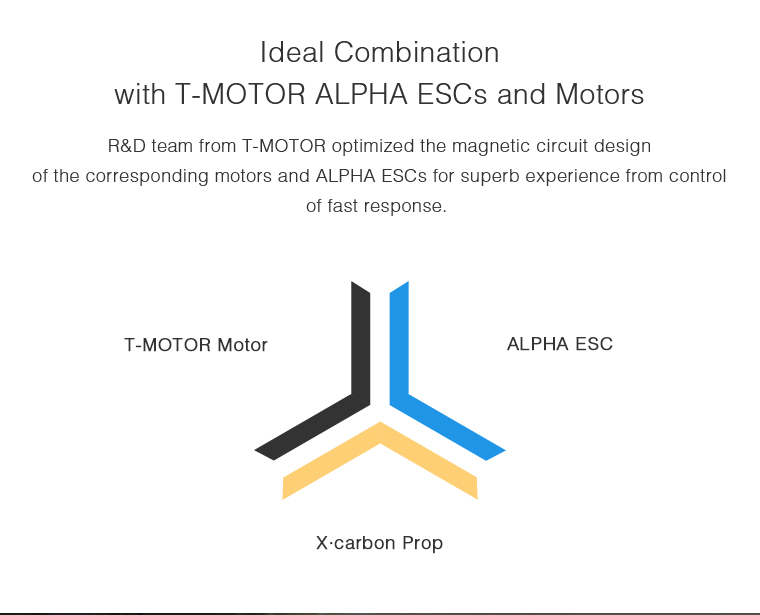 Ideal Combination
with T-MOTOR ALPHA ESCs and Motors
R&D team from T-MOTOR optimized the magnetic circuit design
of the corresponding motors and ALPHA ESCs for superb experience from control
of fast response.
T-MOTOR Motor
ALPHA ESC
X·carbon Prop